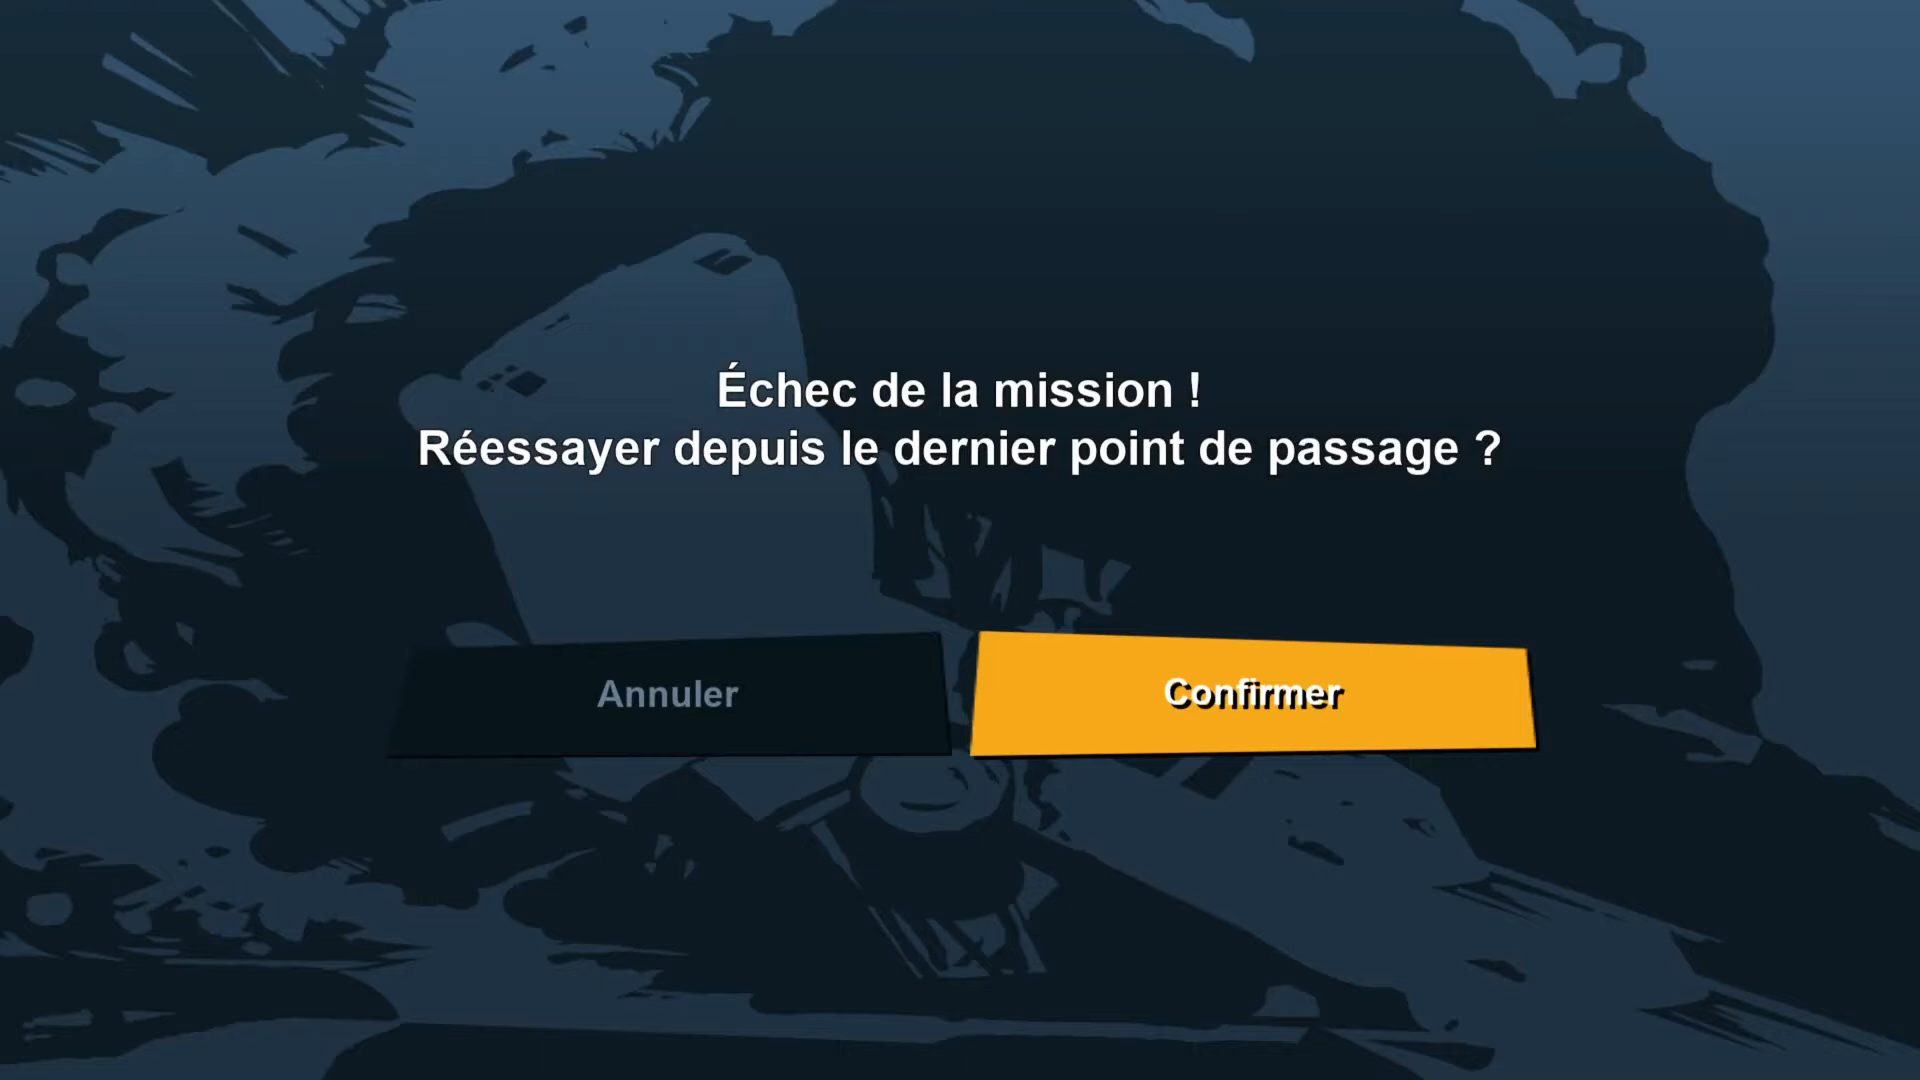 Échec de la mission !
Réessayer depuis le dernier point de passage ?
Annuler
Confirmer